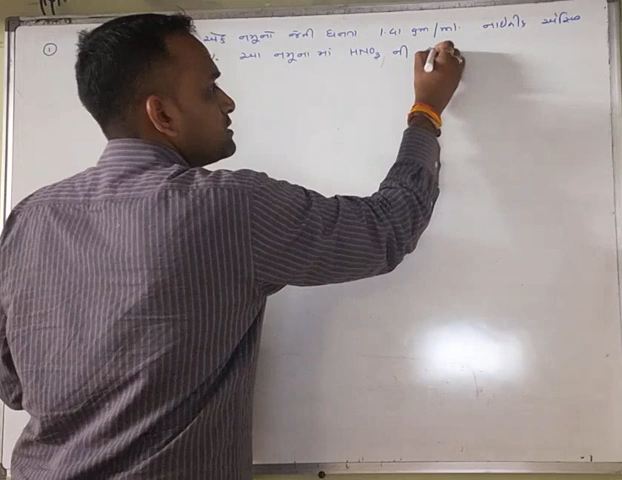 ① એક નમૂનો જેની ઘનતા 1.41 gm/ml. નાઈટ્રીક એસિડ
%. આ નમૂના માં HNO₃ ની